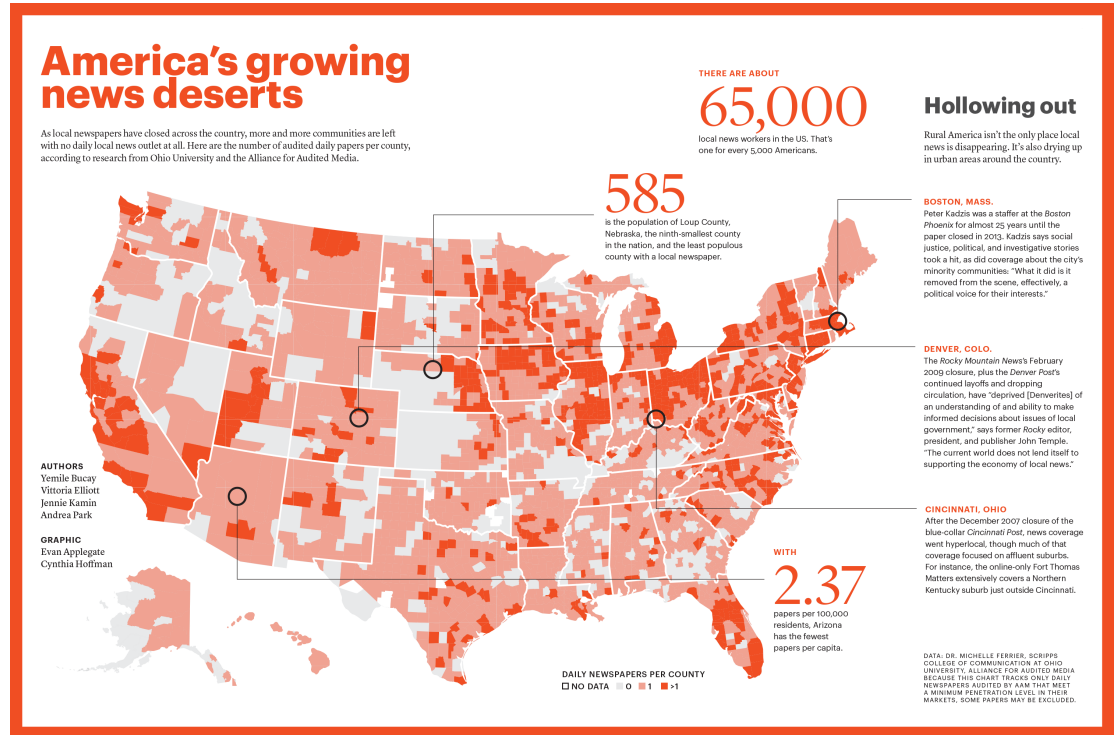 America's growing
news deserts
As local newspapers have closed across the country, more and more communities are left
with no daily local news outlet at all. Here are the number of audited daily papers per county,
according to research from Ohio University and the Alliance for Audited Media.
THERE ARE ABOUT
65,000
local news workers in the US. That's
one for every 5,000 Americans.
585
is the population of Loup County,
Nebraska, the ninth-smallest county
in the nation, and the least populous
county with a local newspaper.
Hollowing out
Rural America isn't the only place local
news is disappearing. It's also drying up
in urban areas around the country.
BOSTON, MASS.
Peter Kadzis was a staffer at the Boston
Phoenix for almost 25 years until the
paper closed in 2013. Kadzis says social
justice, political, and investigative stories
took a hit, as did coverage about the city's
minority communities: "What it did is it
removed from the scene, effectively, a
political voice for their interests."
DENVER, COLO.
The Rocky Mountain News's February
2009 closure, plus the Denver Post's
continued layoffs and dropping
circulation, have "deprived [Denverites] of
an understanding of and ability to make
informed decisions about issues of local
government," says former Rocky editor,
president, and publisher John Temple.
"The current world does not lend itself to
supporting the economy of local news."
CINCINNATI, OHIO
After the December 2007 closure of the
blue-collar Cincinnati Post, news coverage
went hyperlocal, though much of that
coverage focused on affluent suburbs.
For instance, the online-only Fort Thomas
Matters extensively covers a Northern
Kentucky suburb just outside Cincinnati.
AUTHORS
Yemile Bucay
Vittoria Elliott
Jennie Kamin
Andrea Park
GRAPHIC
Evan Applegate
Cynthia Hoffman
WITH
2.37
papers per 100,000
residents, Arizona
has the fewest
papers per capita.
DAILY NEWSPAPERS PER COUNTY
NO DATA 0 1 >1
DATA: DR. MICHELLE FERRIER, SCRIPPS
COLLEGE OF COMMUNICATION AT OHIO
UNIVERSITY, ALLIANCE FOR AUDITED MEDIA
BECAUSE THIS CHART TRACKS ONLY DAILY
NEWSPAPERS AUDITED BY AAM THAT MEET
A MINIMUM PENETRATION LEVEL IN THEIR
MARKETS, SOME PAPERS MAY BE EXCLUDED.